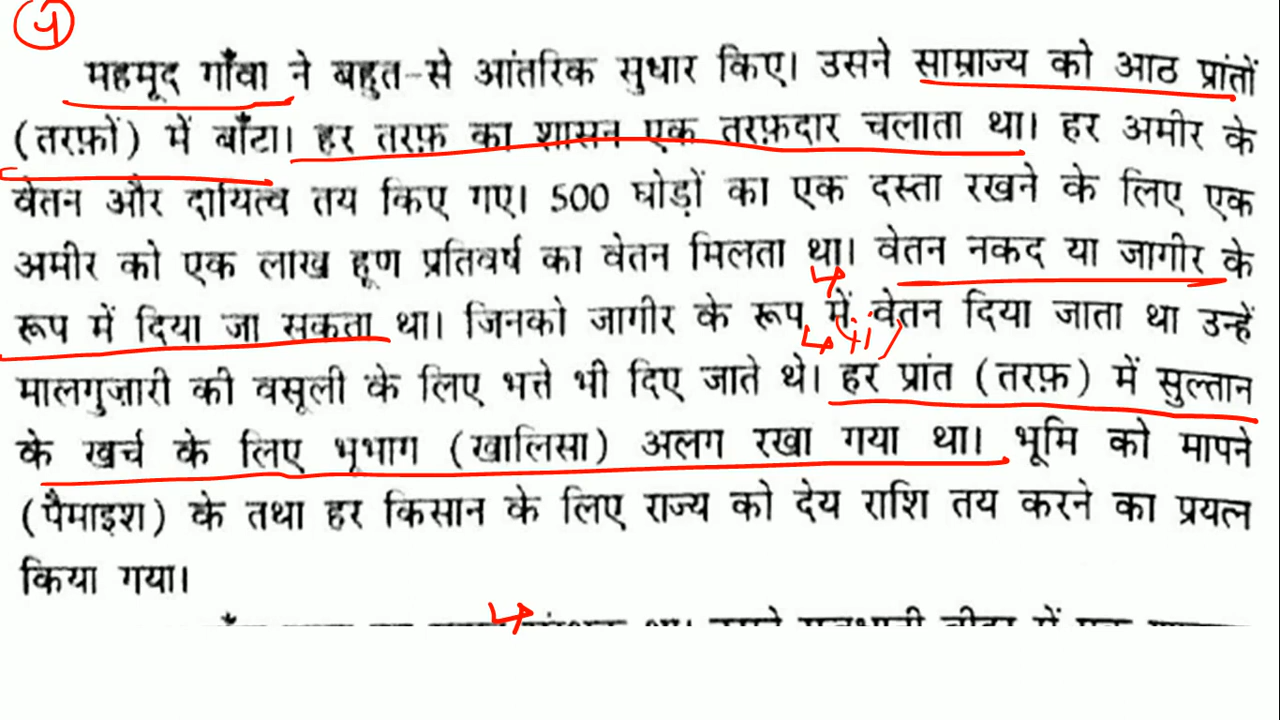 ५
महमूद गाँवा ने बहुत-से आंतरिक सुधार किए। उसने साम्राज्य को आठ प्रांतों
(तरफ़ों) में बाँटा। हर तरफ़ का शासन एक तरफ़दार चलाता था। हर अमीर के
वेतन और दायित्व तय किए गए। 500 घोड़ों का एक दस्ता रखने के लिए एक
अमीर को एक लाख हूण प्रतिवर्ष का वेतन मिलता था। वेतन नकद या जागीर के
रूप में दिया जा सकता था। जिनको जागीर के रूप में वेतन दिया जाता था उन्हें
(ii)
मालगुज़ारी की वसूली के लिए भत्ते भी दिए जाते थे। हर प्रांत (तरफ़) में सुल्तान
के खर्च के लिए भूभाग (खालिसा) अलग रखा गया था। भूमि को मापने
(पैमाइश) के तथा हर किसान के लिए राज्य को देय राशि तय करने का प्रयत्न
किया गया।